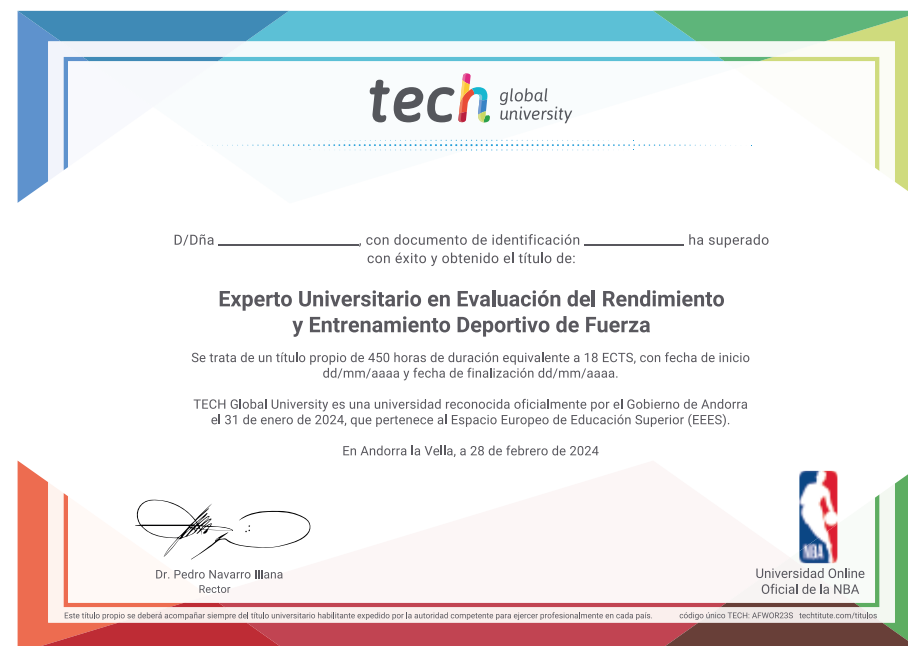 tech global
university
D/Dña ____________________, con documento de identificación ______________ ha superado
con éxito y obtenido el título de:
Experto Universitario en Evaluación del Rendimiento
y Entrenamiento Deportivo de Fuerza
Se trata de un título propio de 450 horas de duración equivalente a 18 ECTS, con fecha de inicio
dd/mm/aaaa y fecha de finalización dd/mm/aaaa.
TECH Global University es una universidad reconocida oficialmente por el Gobierno de Andorra
el 31 de enero de 2024, que pertenece al Espacio Europeo de Educación Superior (EEES).
En Andorra la Vella, a 28 de febrero de 2024
Dr. Pedro Navarro Illana
Rector
NBA
Universidad Online
Oficial de la NBA
Este título propio se deberá acompañar siempre del título universitario habilitante expedido por la autoridad competente para ejercer profesionalmente en cada país. código único TECH: AFWOR23S techtitute.com/titulos